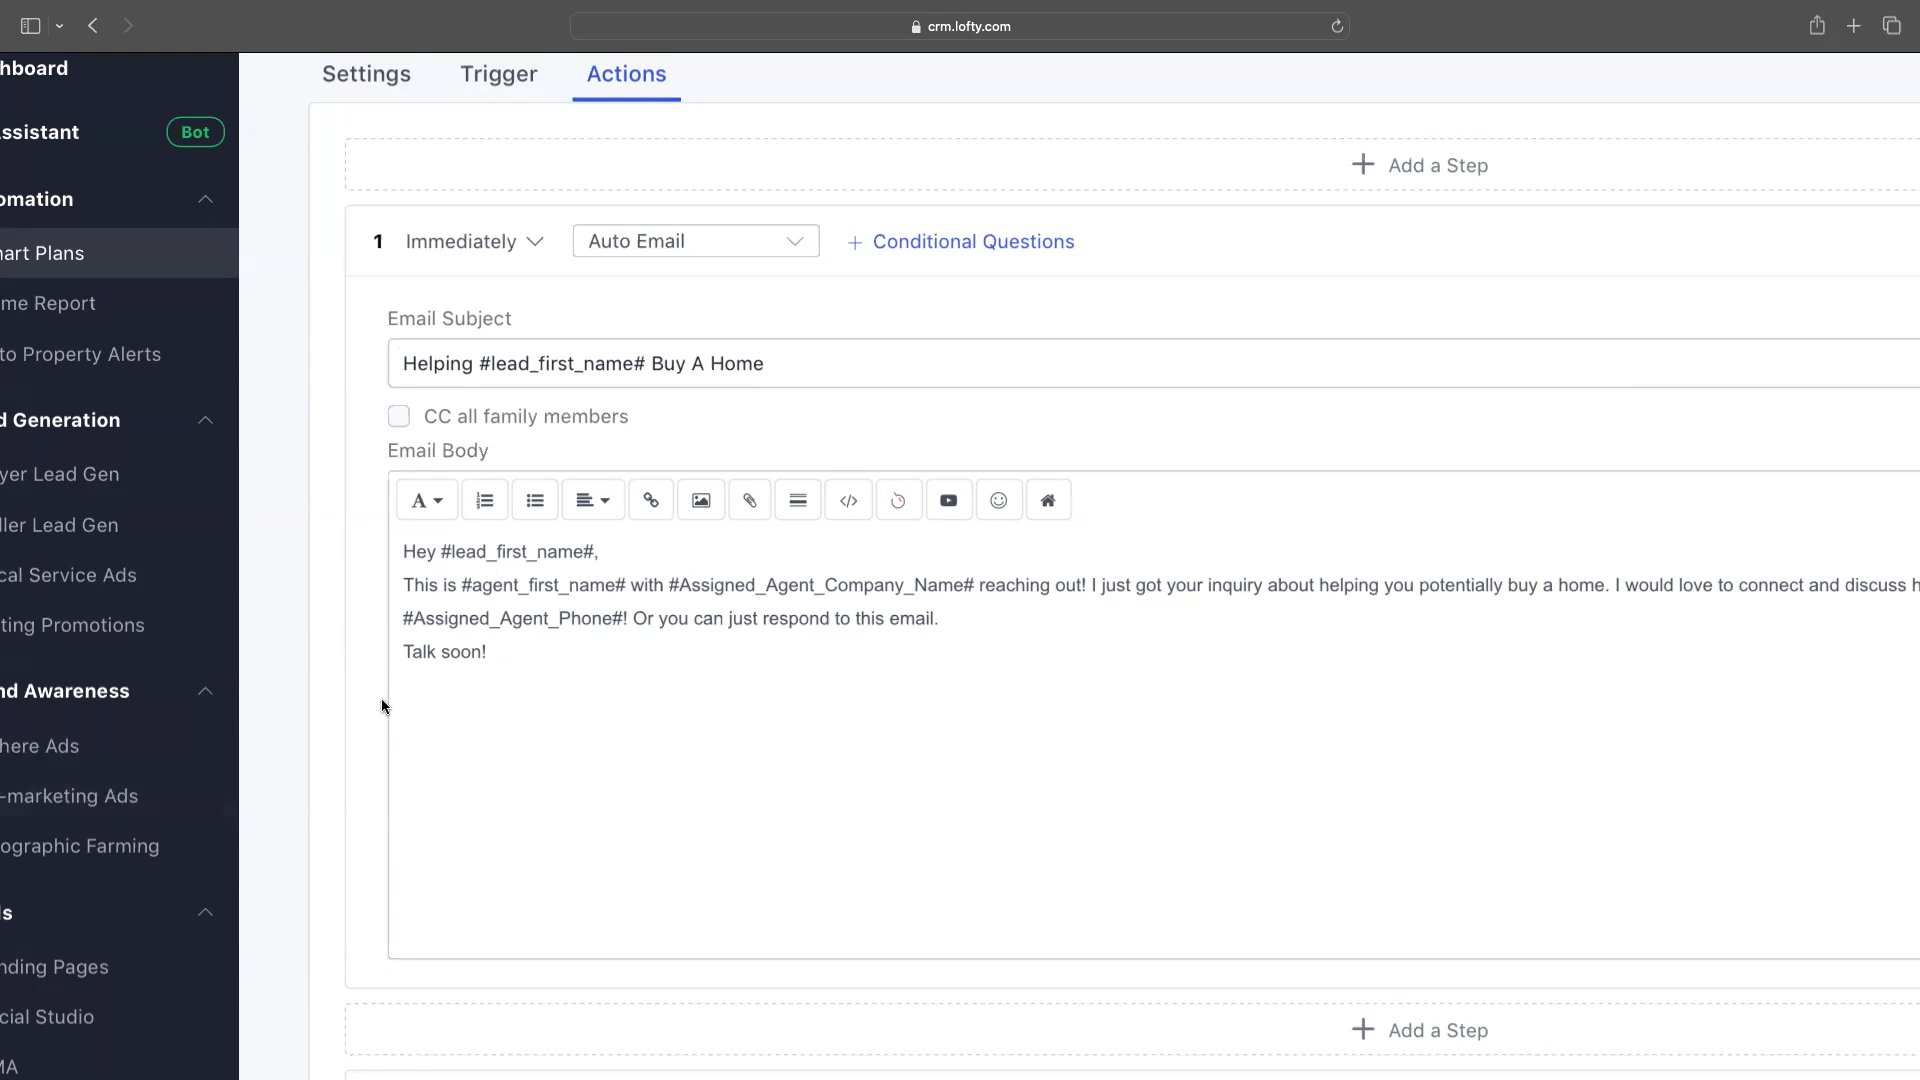 crm.lofty.com
hboard
Settings
Trigger
Actions
ssistant
Bot
Add a Step
omation
1
Immediately
Auto Email
Conditional Questions
art Plans
me Report
Email Subject
to Property Alerts
Helping #lead_first_name# Buy A Home
d Generation
CC all family members
Email Body
yer Lead Gen
A
ller Lead Gen
Hey #lead_first_name#,
cal Service Ads
This is #agent_first_name# with #Assigned_Agent_Company_Name# reaching out! I just got your inquiry about helping you potentially buy a home. I would love to connect and discuss h
ting Promotions
#Assigned_Agent_Phone#! Or you can just respond to this email.
Talk soon!
nd Awareness
here Ads
-marketing Ads
ographic Farming
ls
nding Pages
cial Studio
Add a Step
MA